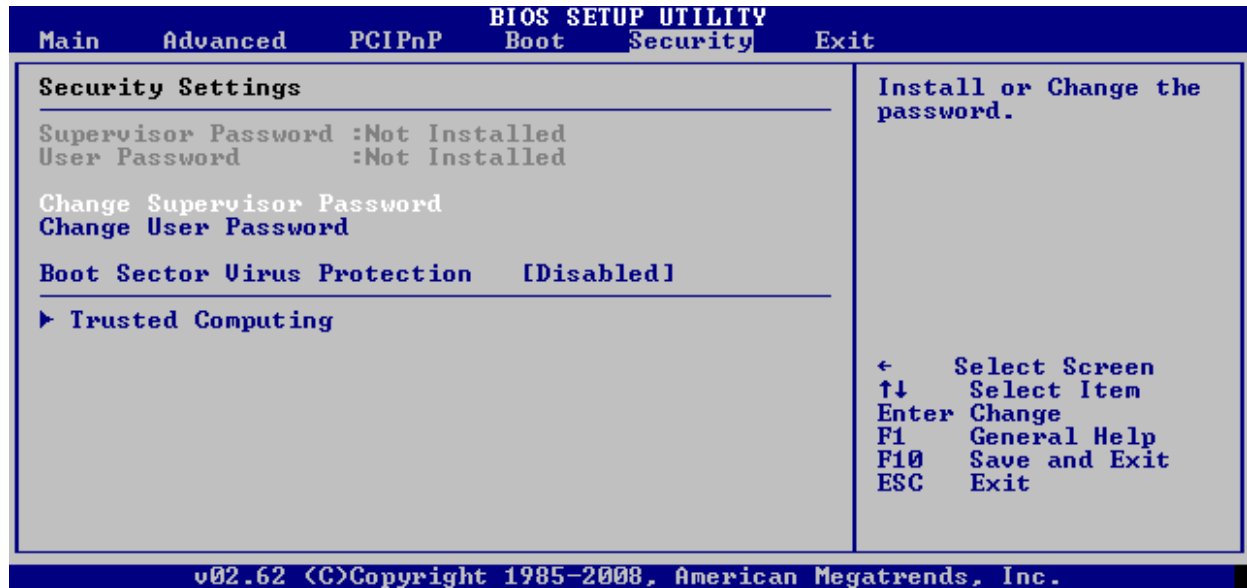 BIOS SETUP UTILITY
Main Advanced PCIPnP Boot Security Exit
Security Settings
Supervisor Password :Not Installed
User Password :Not Installed
Change Supervisor Password
Change User Password
Boot Sector Virus Protection [Disabled]
▶ Trusted Computing
Install or Change the
password.
← Select Screen
↑↓ Select Item
Enter Change
F1 General Help
F10 Save and Exit
ESC Exit
v02.62 (C)Copyright 1985-2008, American Megatrends, Inc.